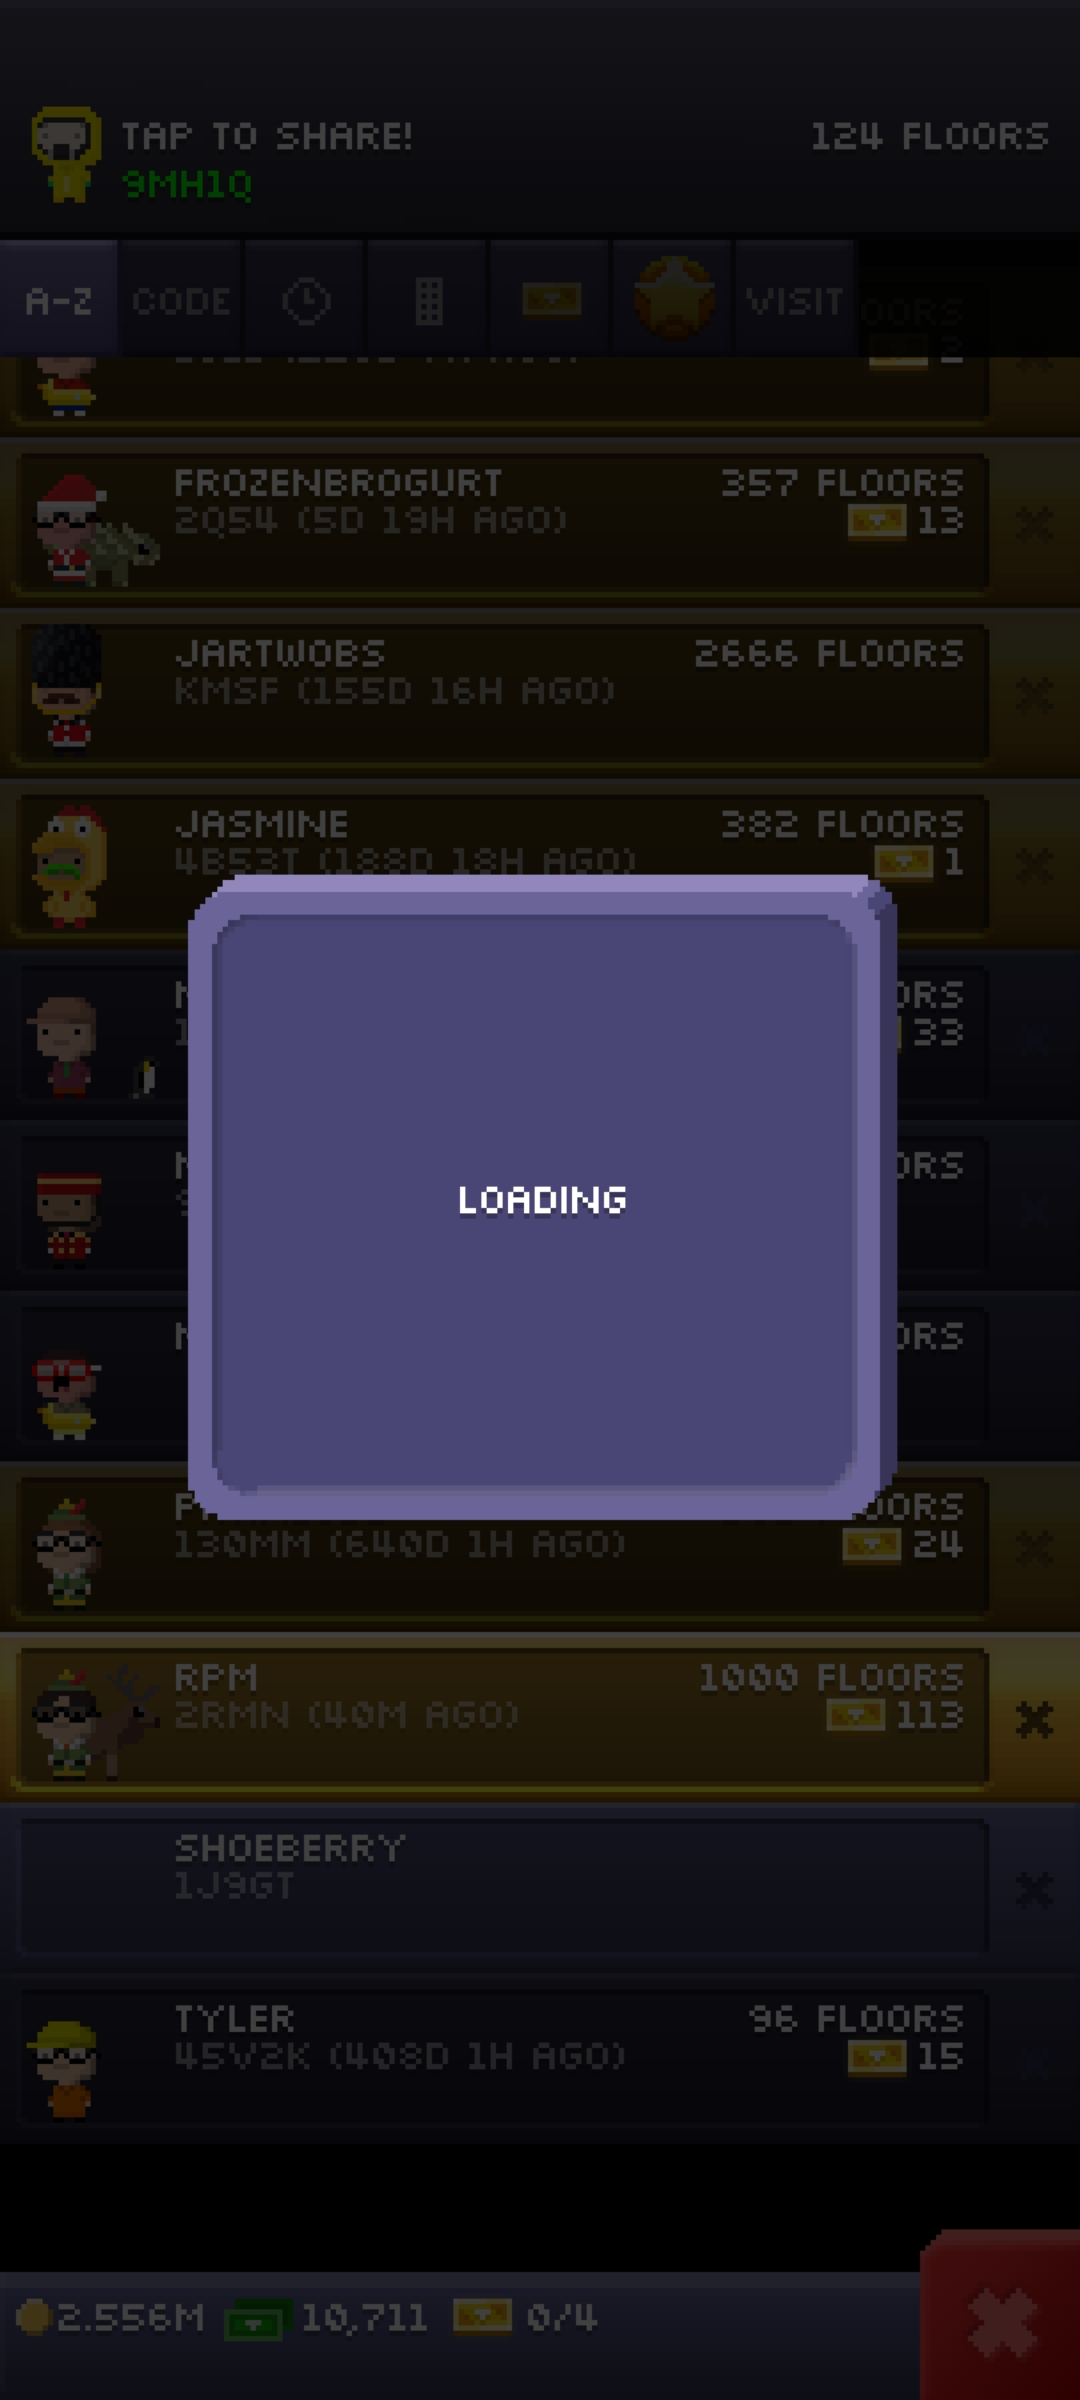 TAP TO SHARE!
124 FLOORS
9MH1Q
A-Z
CODE
VISIT
2
FROZENBROGURT
357 FLOORS
2Q54 (5D 19H AGO)
13
JARTWOBS
2666 FLOORS
KMSF (155D 16H AGO)
JASMINE
382 FLOORS
4B53T (188D 18H AGO)
1
33
LOADING
130MM (640D 1H AGO)
24
RPM
1000 FLOORS
2RMN (40M AGO)
113
SHOEBERRY
1J9GT
TYLER
96 FLOORS
45V2K (408D 1H AGO)
15
2.556M
10,711
0/4